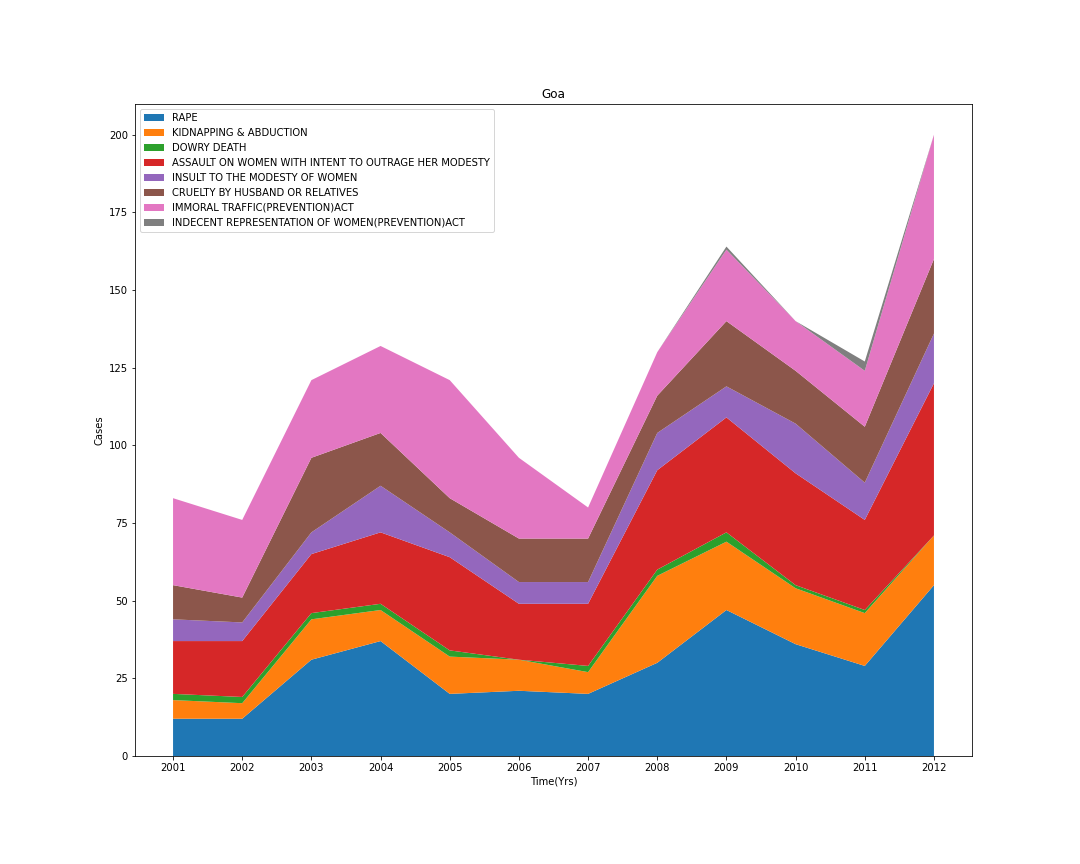 Goa
RAPE
KIDNAPPING & ABDUCTION
DOWRY DEATH
ASSAULT ON WOMEN WITH INTENT TO OUTRAGE HER MODESTY
INSULT TO THE MODESTY OF WOMEN
CRUELTY BY HUSBAND OR RELATIVES
IMMORAL TRAFFIC(PREVENTION)ACT
INDECENT REPRESENTATION OF WOMEN(PREVENTION)ACT
200
175
150
125
100
75
50
25
0
Cases
2001 2002 2003 2004 2005 2006 2007 2008 2009 2010 2011 2012
Time(Yrs)